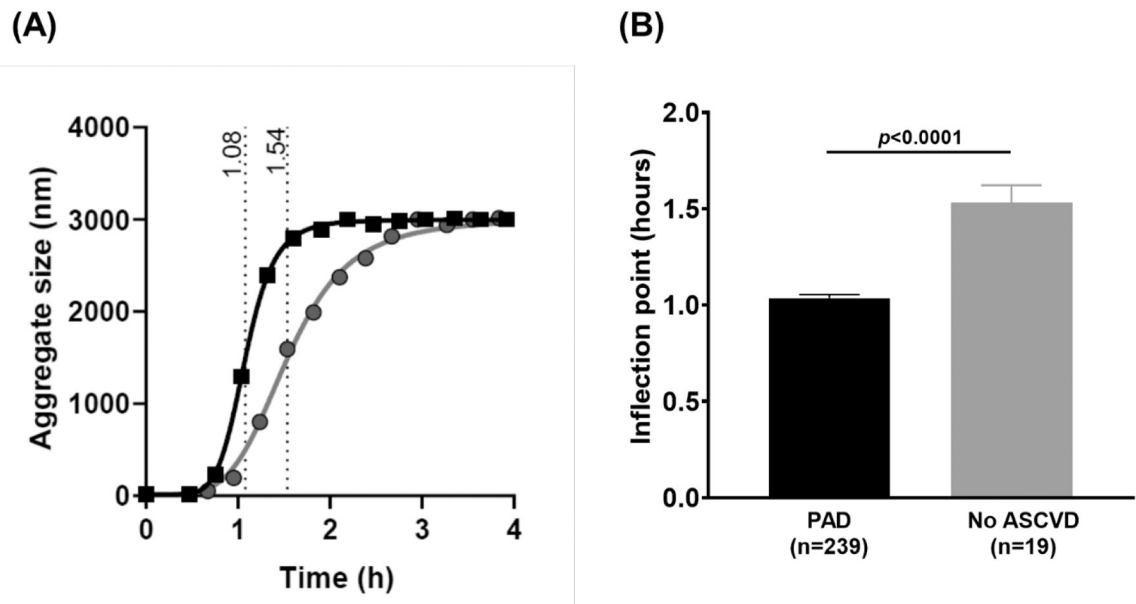 (A)
Aggregate size (nm)
4000
3000
2000
1000
0
1.08
1.54
0 1 2 3 4
Time (h)
(B)
Inflection point (hours)
2.0
1.5
1.0
0.5
0.0
p<0.0001
PAD
(n=239)
No ASCVD
(n=19)